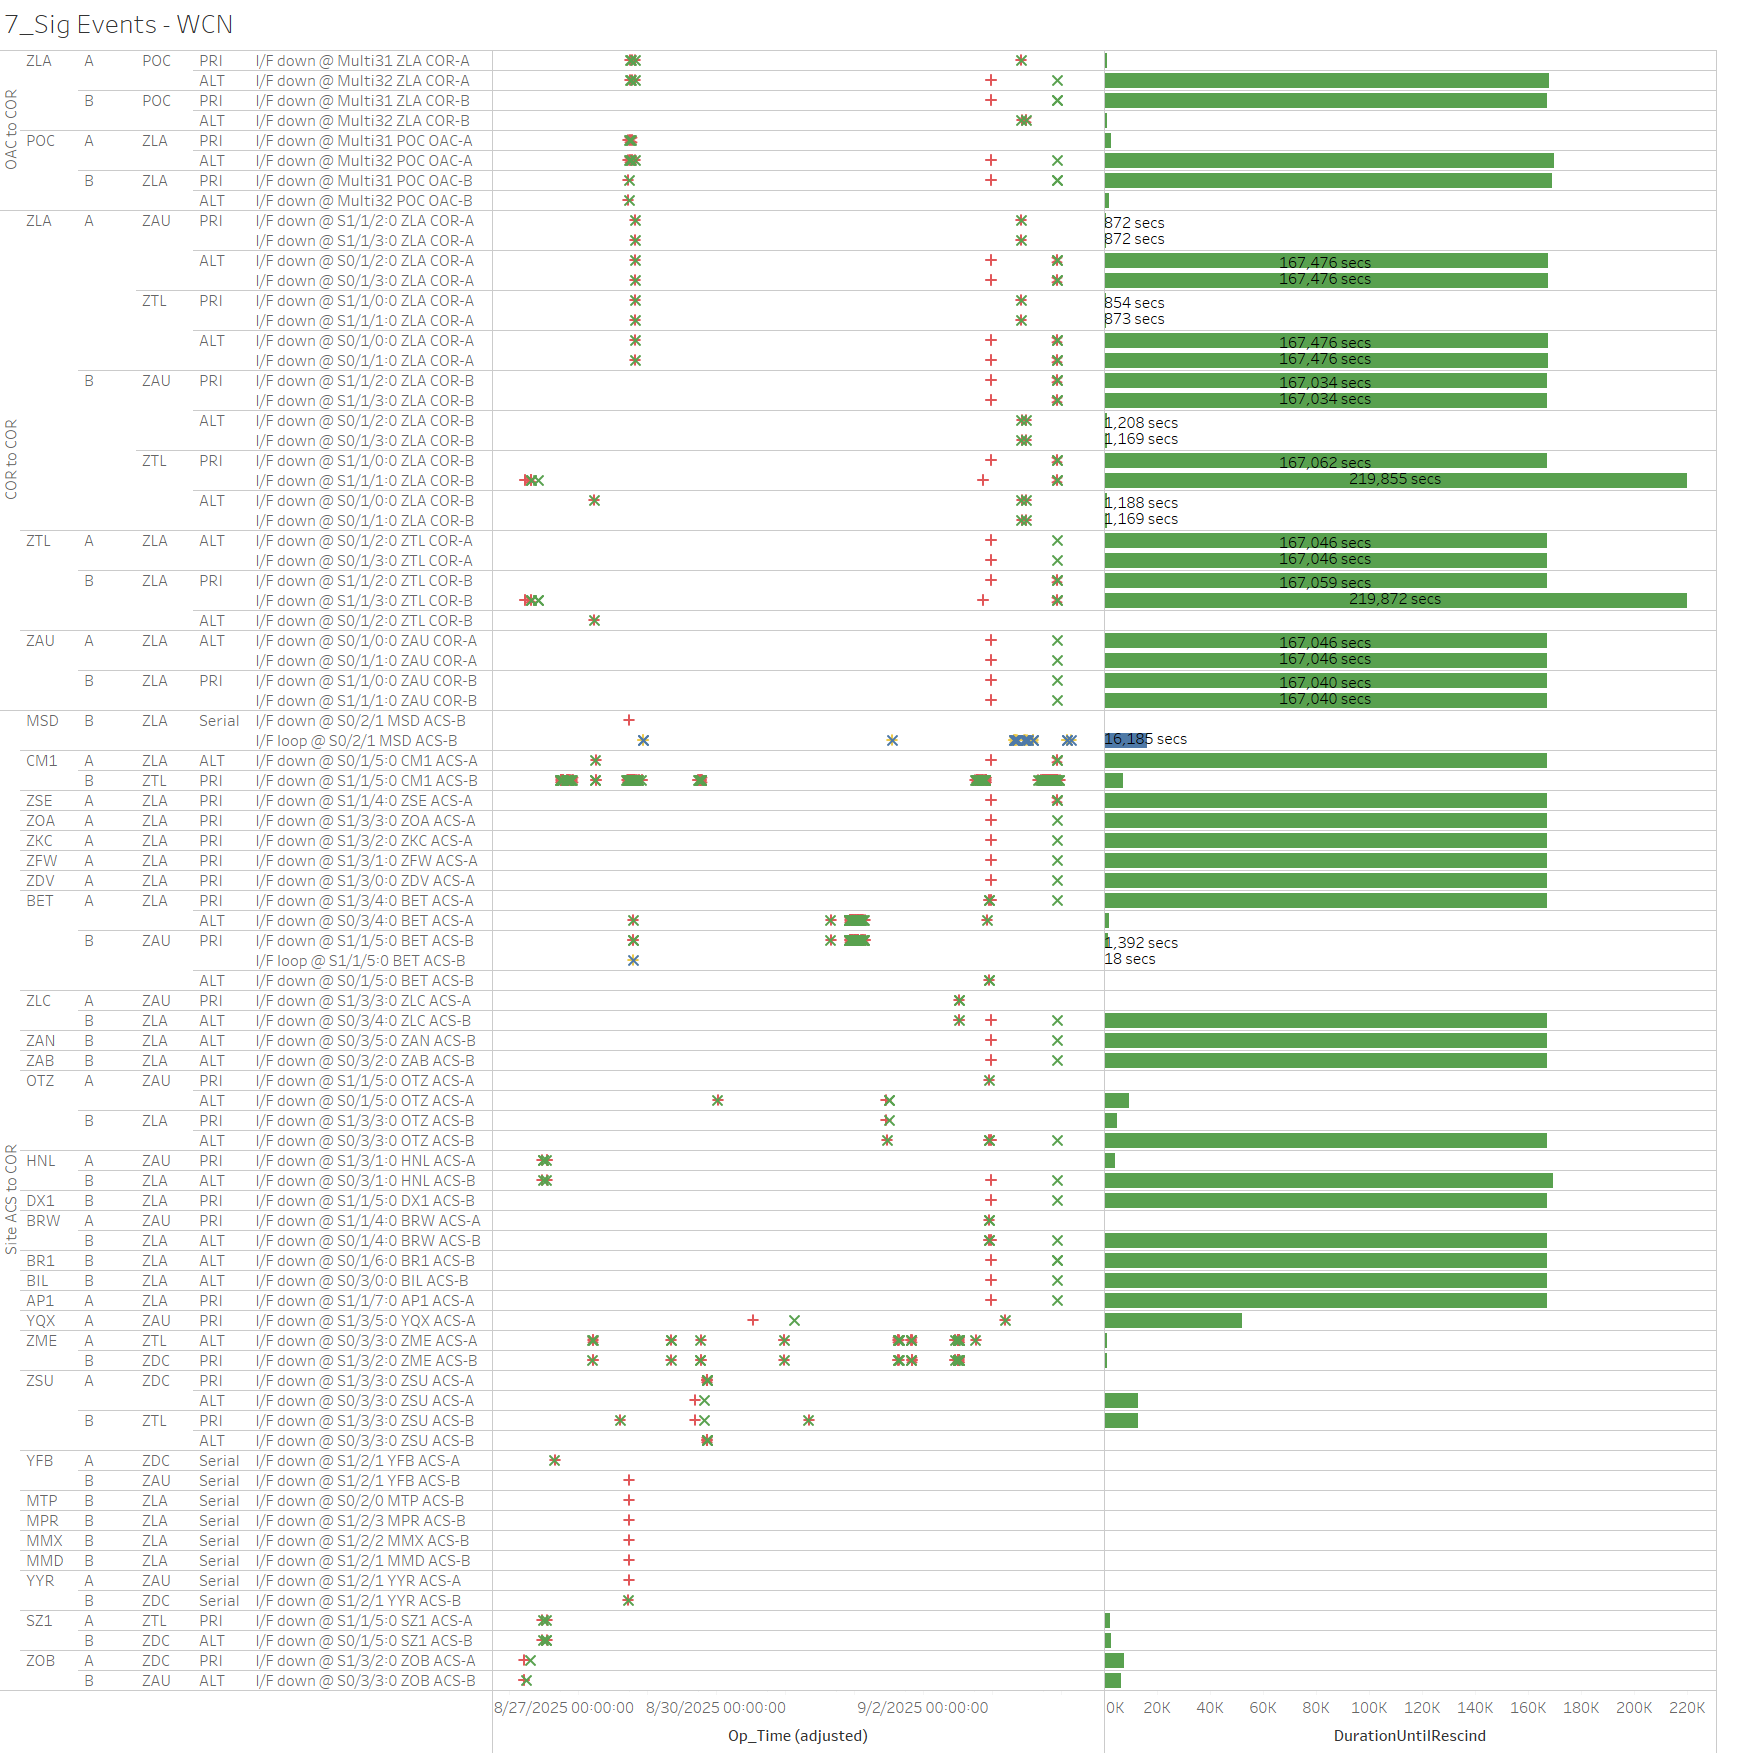 7_Sig Events - WCN
OAC to COR
ZLA A POC PRI I/F down @ Multi31 ZLA COR-A
ALT I/F down @ Multi32 ZLA COR-A
B POC PRI I/F down @ Multi31 ZLA COR-B
ALT I/F down @ Multi32 ZLA COR-B
POC A ZLA PRI I/F down @ Multi31 POC OAC-A
ALT I/F down @ Multi32 POC OAC-A
B ZLA PRI I/F down @ Multi31 POC OAC-B
ALT I/F down @ Multi32 POC OAC-B
COR to COR
ZLA A ZAU PRI I/F down @ S1/1/2:0 ZLA COR-A 872 secs
I/F down @ S1/1/3:0 ZLA COR-A 872 secs
ALT I/F down @ S0/1/2:0 ZLA COR-A 167,476 secs
I/F down @ S0/1/3:0 ZLA COR-A 167,476 secs
ZTL PRI I/F down @ S1/1/0:0 ZLA COR-A 854 secs
I/F down @ S1/1/1:0 ZLA COR-A 873 secs
ALT I/F down @ S0/1/0:0 ZLA COR-A 167,476 secs
I/F down @ S0/1/1:0 ZLA COR-A 167,476 secs
B ZAU PRI I/F down @ S1/1/2:0 ZLA COR-B 167,034 secs
I/F down @ S1/1/3:0 ZLA COR-B 167,034 secs
ALT I/F down @ S0/1/2:0 ZLA COR-B 1,208 secs
I/F down @ S0/1/3:0 ZLA COR-B 1,169 secs
ZTL PRI I/F down @ S1/1/0:0 ZLA COR-B 167,062 secs
I/F down @ S1/1/1:0 ZLA COR-B 219,855 secs
ALT I/F down @ S0/1/0:0 ZLA COR-B 1,188 secs
I/F down @ S0/1/1:0 ZLA COR-B 1,169 secs
ZTL A ZLA ALT I/F down @ S0/1/2:0 ZTL COR-A 167,046 secs
I/F down @ S0/1/3:0 ZTL COR-A 167,046 secs
B ZLA PRI I/F down @ S1/1/2:0 ZTL COR-B 167,059 secs
I/F down @ S1/1/3:0 ZTL COR-B 219,872 secs
ALT I/F down @ S0/1/2:0 ZTL COR-B
ZAU A ZLA ALT I/F down @ S0/1/0:0 ZAU COR-A 167,046 secs
I/F down @ S0/1/1:0 ZAU COR-A 167,046 secs
B ZLA PRI I/F down @ S1/1/0:0 ZAU COR-B 167,040 secs
I/F down @ S1/1/1:0 ZAU COR-B 167,040 secs
Site ACS to COR
MSD B ZLA Serial I/F down @ S0/2/1 MSD ACS-B
I/F loop @ S0/2/1 MSD ACS-B 16,185 secs
CM1 A ZLA ALT I/F down @ S0/1/5:0 CM1 ACS-A
B ZTL PRI I/F down @ S1/1/5:0 CM1 ACS-B
ZSE A ZLA PRI I/F down @ S1/1/4:0 ZSE ACS-A
ZOA A ZLA PRI I/F down @ S1/3/3:0 ZOA ACS-A
ZKC A ZLA PRI I/F down @ S1/3/2:0 ZKC ACS-A
ZFW A ZLA PRI I/F down @ S1/3/1:0 ZFW ACS-A
ZDV A ZLA PRI I/F down @ S1/3/0:0 ZDV ACS-A
BET A ZLA PRI I/F down @ S1/3/4:0 BET ACS-A
ALT I/F down @ S0/3/4:0 BET ACS-A
B ZAU PRI I/F down @ S1/1/5:0 BET ACS-B 1,392 secs
I/F loop @ S1/1/5:0 BET ACS-B 18 secs
ALT I/F down @ S0/1/5:0 BET ACS-B
ZLC A ZAU PRI I/F down @ S1/3/3:0 ZLC ACS-A
B ZLA ALT I/F down @ S0/3/4:0 ZLC ACS-B
ZAN B ZLA ALT I/F down @ S0/3/5:0 ZAN ACS-B
ZAB B ZLA ALT I/F down @ S0/3/2:0 ZAB ACS-B
OTZ A ZAU PRI I/F down @ S1/1/5:0 OTZ ACS-A
ALT I/F down @ S0/1/5:0 OTZ ACS-A
B ZLA PRI I/F down @ S1/3/3:0 OTZ ACS-B
ALT I/F down @ S0/3/3:0 OTZ ACS-B
HNL A ZAU PRI I/F down @ S1/3/1:0 HNL ACS-A
B ZLA ALT I/F down @ S0/3/1:0 HNL ACS-B
DX1 B ZLA PRI I/F down @ S1/1/5:0 DX1 ACS-B
BRW A ZAU PRI I/F down @ S1/1/4:0 BRW ACS-A
B ZLA ALT I/F down @ S0/1/4:0 BRW ACS-B
BR1 B ZLA ALT I/F down @ S0/1/6:0 BR1 ACS-B
BIL B ZLA ALT I/F down @ S0/3/0:0 BIL ACS-B
AP1 A ZLA PRI I/F down @ S1/1/7:0 AP1 ACS-A
YQX A ZAU PRI I/F down @ S1/3/5:0 YQX ACS-A
ZME A ZTL ALT I/F down @ S0/3/3:0 ZME ACS-A
B ZDC PRI I/F down @ S1/3/2:0 ZME ACS-B
ZSU A ZDC PRI I/F down @ S1/3/3:0 ZSU ACS-A
ALT I/F down @ S0/3/3:0 ZSU ACS-A
B ZTL PRI I/F down @ S1/3/3:0 ZSU ACS-B
ALT I/F down @ S0/3/3:0 ZSU ACS-B
YFB A ZDC Serial I/F down @ S1/2/1 YFB ACS-A
B ZAU Serial I/F down @ S1/2/1 YFB ACS-B
MTP B ZLA Serial I/F down @ S0/2/0 MTP ACS-B
MPR B ZLA Serial I/F down @ S1/2/3 MPR ACS-B
MMX B ZLA Serial I/F down @ S1/2/2 MMX ACS-B
MMD B ZLA Serial I/F down @ S1/2/1 MMD ACS-B
YYR A ZAU Serial I/F down @ S1/2/1 YYR ACS-A
B ZDC Serial I/F down @ S1/2/1 YYR ACS-B
SZ1 A ZTL PRI I/F down @ S1/1/5:0 SZ1 ACS-A
B ZDC ALT I/F down @ S0/1/5:0 SZ1 ACS-B
ZOB A ZDC PRI I/F down @ S1/3/2:0 ZOB ACS-A
B ZAU ALT I/F down @ S0/3/3:0 ZOB ACS-B
8/27/2025 00:00:00 8/30/2025 00:00:00 9/2/2025 00:00:00 0K 20K 40K 60K 80K 100K 120K 140K 160K 180K 200K 220K
Op_Time (adjusted) DurationUntilRescind